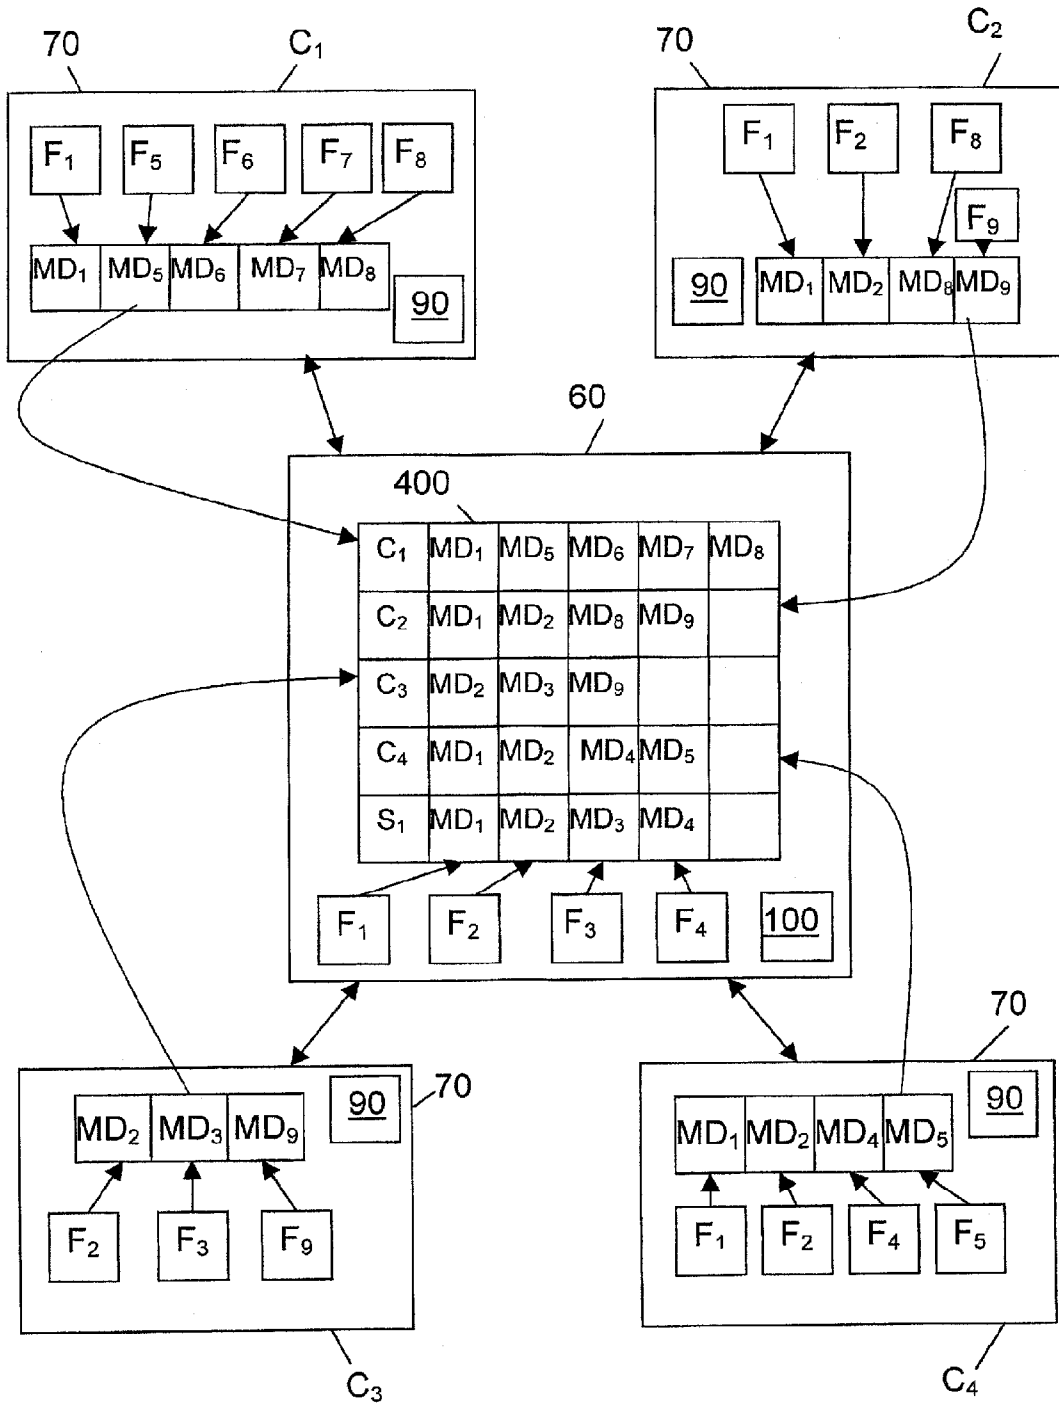 70 C₁ 70 C₂
F₁ F₅ F₆ F₇ F₈
MD₁ MD₅ MD₆ MD₇ MD₈
90
F₁ F₂ F₈
F₉
90 MD₁ MD₂ MD₈ MD₉
60
400
C₁ MD₁ MD₅ MD₆ MD₇ MD₈
C₂ MD₁ MD₂ MD₈ MD₉
C₃ MD₂ MD₃ MD₉
C₄ MD₁ MD₂ MD₄ MD₅
S₁ MD₁ MD₂ MD₃ MD₄
F₁ F₂ F₃ F₄ 100
90 70
MD₂ MD₃ MD₉
F₂ F₃ F₉
C₃
70
90
MD₁ MD₂ MD₄ MD₅
F₁ F₂ F₄ F₅
C₄